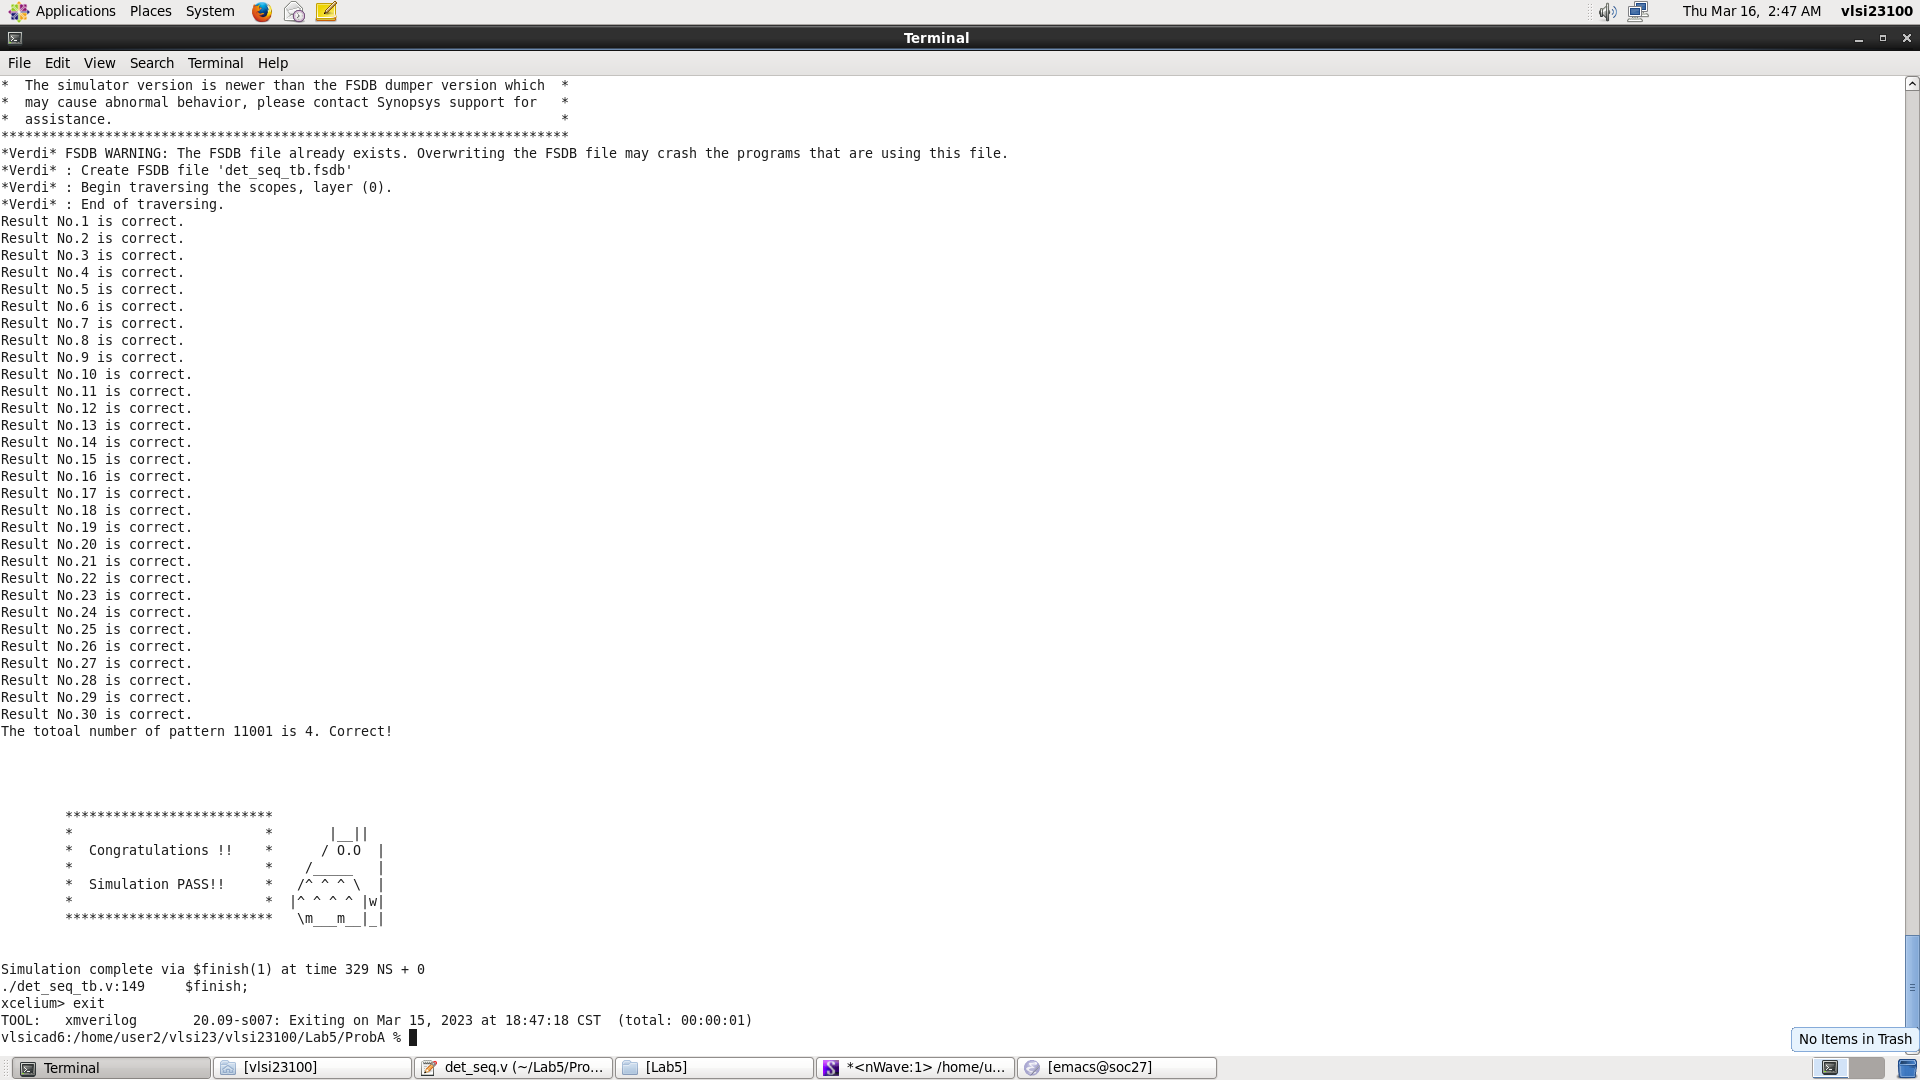 Applications Places System Thu Mar 16, 2:47 AM vlsi23100
Terminal
File Edit View Search Terminal Help
*  The simulator version is newer than the FSDB dumper version which  *
*  may cause abnormal behavior, please contact Synopsys support for   *
*  assistance.                                                        *
***********************************************************************
*Verdi* FSDB WARNING: The FSDB file already exists. Overwriting the FSDB file may crash the programs that are using this file.
*Verdi* : Create FSDB file 'det_seq_tb.fsdb'
*Verdi* : Begin traversing the scopes, layer (0).
*Verdi* : End of traversing.
Result No.1 is correct.
Result No.2 is correct.
Result No.3 is correct.
Result No.4 is correct.
Result No.5 is correct.
Result No.6 is correct.
Result No.7 is correct.
Result No.8 is correct.
Result No.9 is correct.
Result No.10 is correct.
Result No.11 is correct.
Result No.12 is correct.
Result No.13 is correct.
Result No.14 is correct.
Result No.15 is correct.
Result No.16 is correct.
Result No.17 is correct.
Result No.18 is correct.
Result No.19 is correct.
Result No.20 is correct.
Result No.21 is correct.
Result No.22 is correct.
Result No.23 is correct.
Result No.24 is correct.
Result No.25 is correct.
Result No.26 is correct.
Result No.27 is correct.
Result No.28 is correct.
Result No.29 is correct.
Result No.30 is correct.
The totoal number of pattern 11001 is 4. Correct!
        **************************
        *                        *       |__||
        *  Congratulations !!    *      / O.O  |
        *                        *    /_____   |
        *  Simulation PASS!!     *   /^ ^ ^ \  |
        *                        *  |^ ^ ^ ^ |w|
        **************************   \m___m__|_|
Simulation complete via $finish(1) at time 329 NS + 0
./det_seq_tb.v:149     $finish;
xcelium> exit
TOOL:   xmverilog       20.09-s007: Exiting on Mar 15, 2023 at 18:47:18 CST  (total: 00:00:01)
vlsicad6:/home/user2/vlsi23/vlsi23100/Lab5/ProbA %
No Items in Trash
Terminal [vlsi23100] det_seq.v (~/Lab5/Pro... [Lab5] *<nWave:1> /home/u... [emacs@soc27]